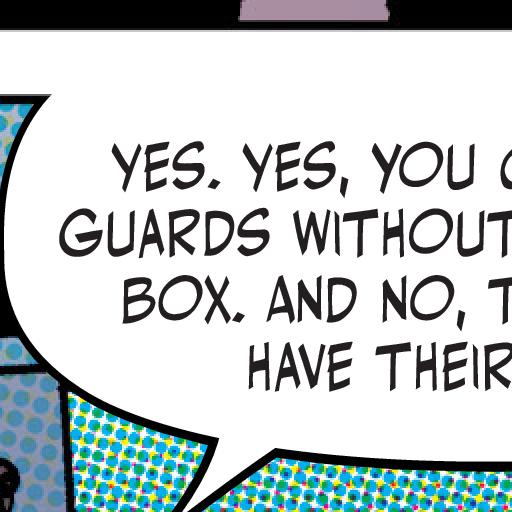 YES. YES, YOU
GUARDS WITHOUT
BOX. AND NO,
HAVE THEIR